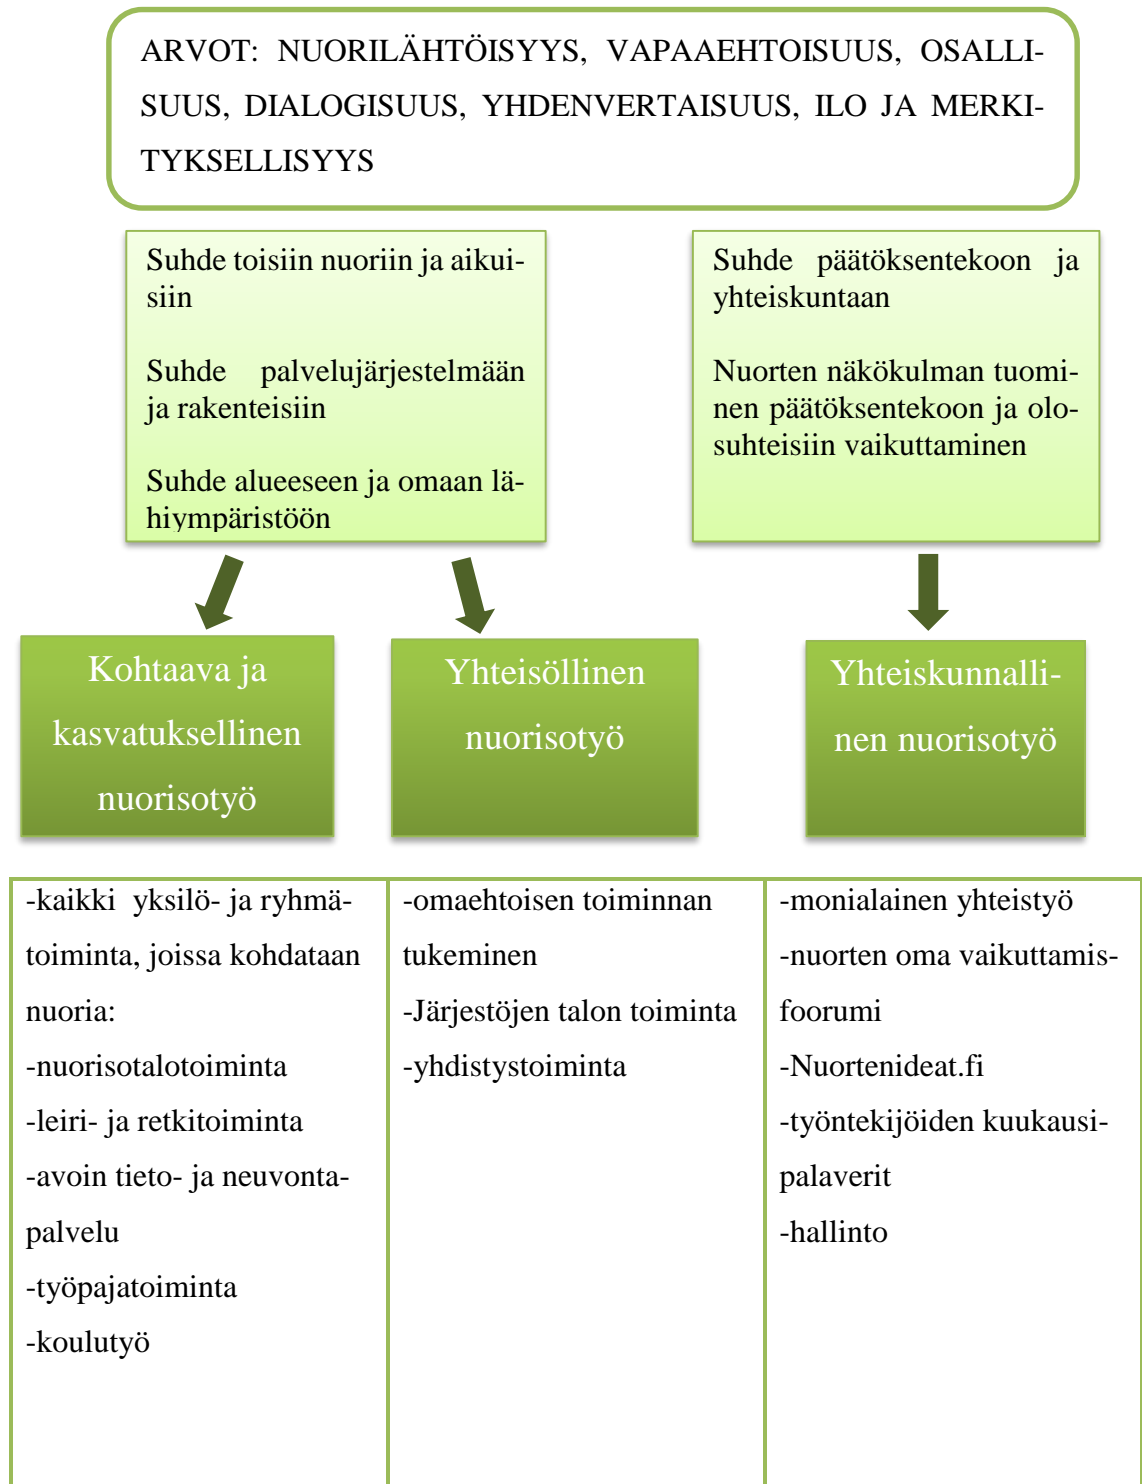 ARVOT: NUORILÄHTÖISYYS, VAPAAEHTOISUUS, OSALLI-
SUUS, DIALOGISUUS, YHDENVERTAISUUS, ILO JA MERKI-
TYKSELLISYYS
Suhde toisiin nuoriin ja aikui-
siin
Suhde palvelujärjestelmään
ja rakenteisiin
Suhde alueeseen ja omaan lä-
hiympäristöön
Suhde päätöksentekoon ja
yhteiskuntaan
Nuorten näkökulman tuomi-
nen päätöksentekoon ja olo-
suhteisiin vaikuttaminen
Kohtaava ja
kasvatuksellinen
nuorisotyö
Yhteisöllinen
nuorisotyö
Yhteiskunnalli-
nen nuorisotyö
-kaikki yksilö- ja ryhmä-
toiminta, joissa kohdataan
nuoria:
-nuorisotalotoiminta
-leiri- ja retkitoiminta
-avoin tieto- ja neuvonta-
palvelu
-työpajatoiminta
-koulutyö
-omaehtoisen toiminnan
tukeminen
-Järjestöjen talon toiminta
-yhdistystoiminta
-monialainen yhteistyö
-nuorten oma vaikuttamis-
foorumi
-Nuortenideat.fi
-työntekijöiden kuukausi-
palaverit
-hallinto